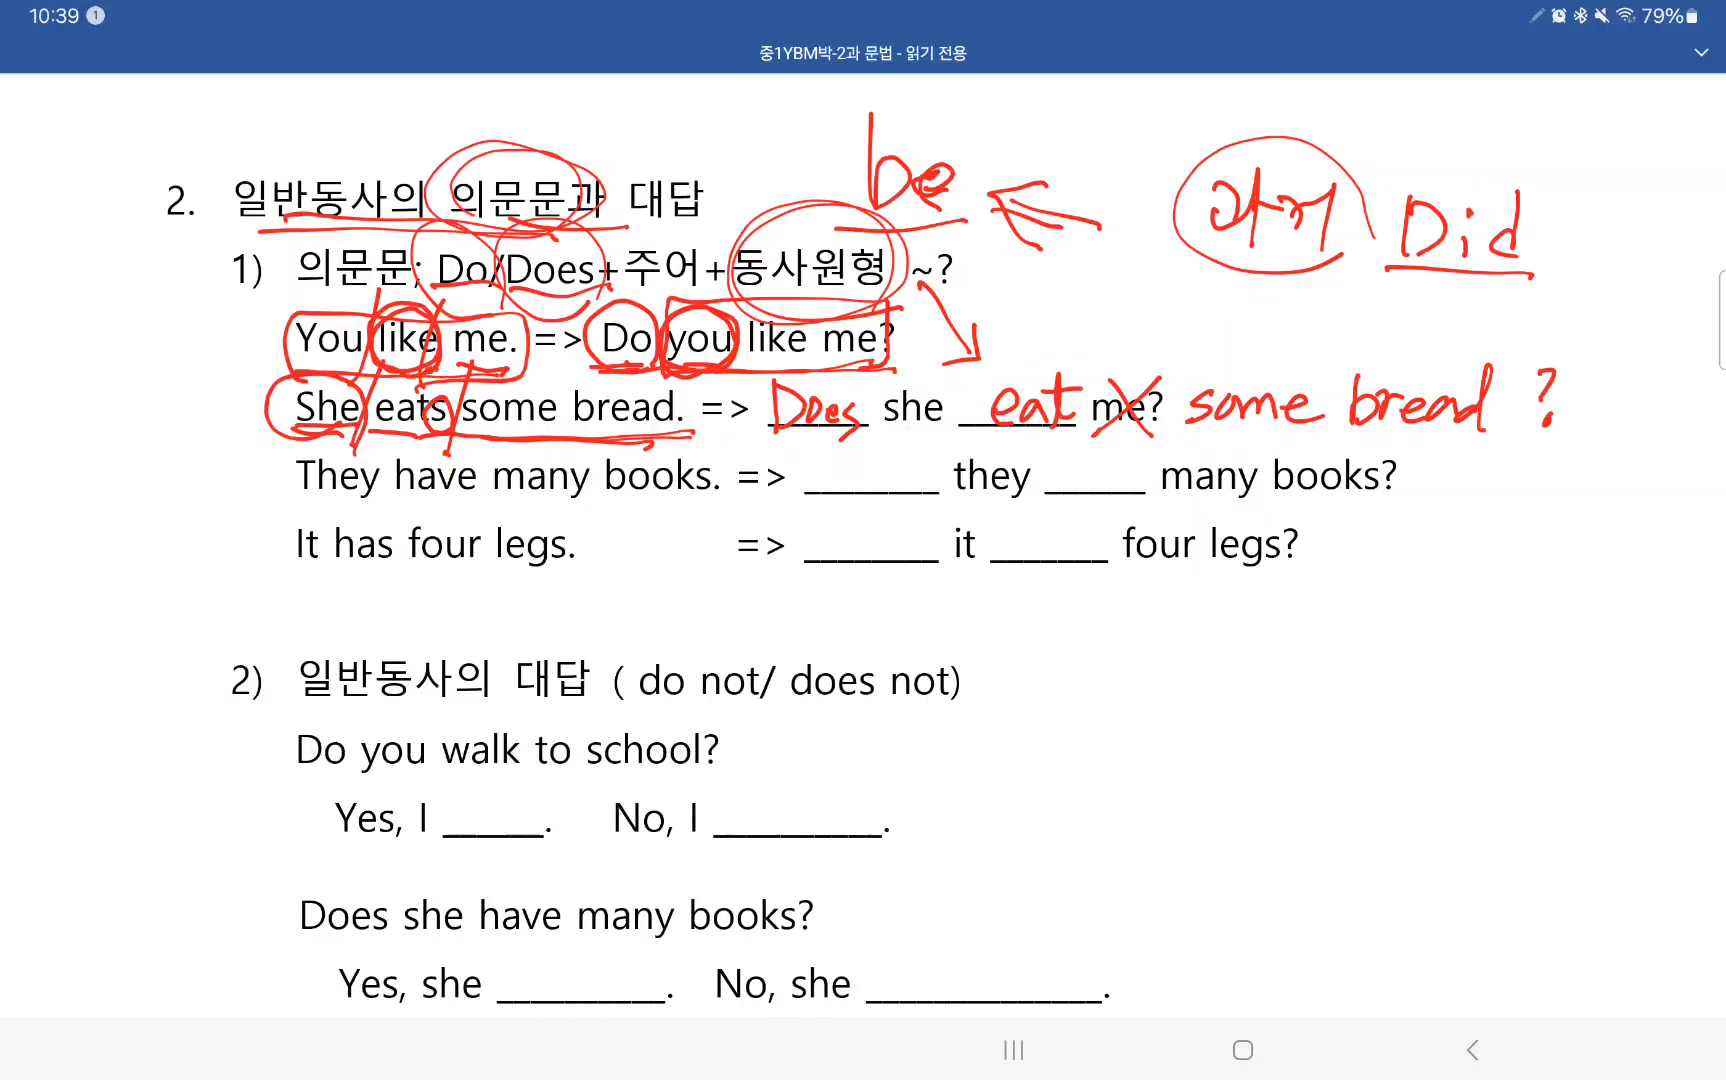 10:39 1 79%
중1YBM박-2과 문법 - 읽기 전용
be
과거 Did
2. 일반동사의 의문문과 대답
1) 의문문; Do/Does+주어+동사원형 ~?
You like me. => Do you like me?
She eats some bread. => Does she eat me? some bread ?
They have many books. => ________ they ______ many books?
It has four legs. => ________ it _______ four legs?
2) 일반동사의 대답 ( do not/ does not)
Do you walk to school?
Yes, I ______. No, I __________.
Does she have many books?
Yes, she __________. No, she ______________.